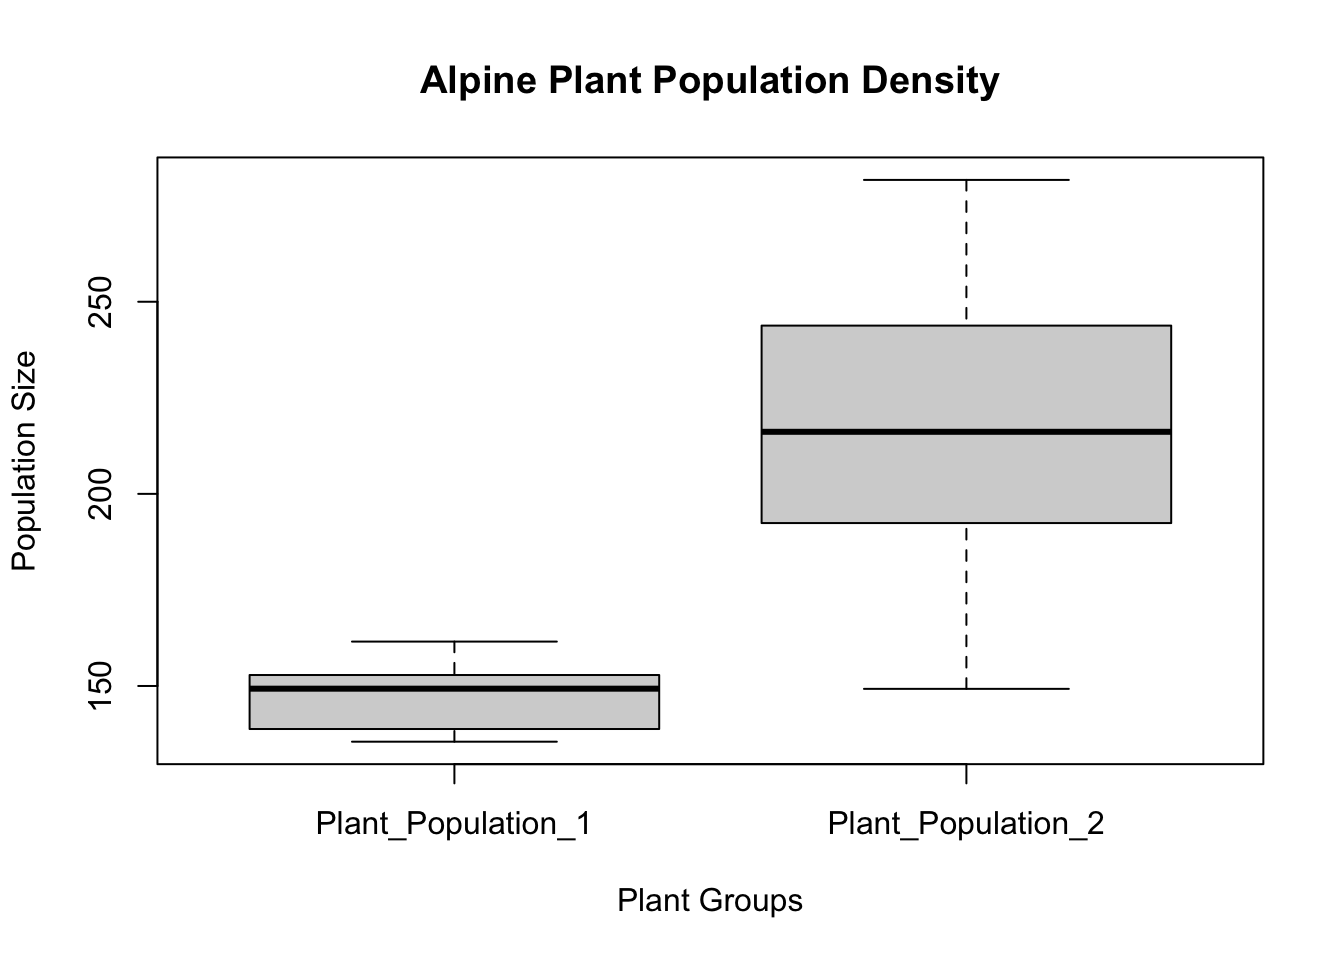 Alpine Plant Population Density
Population Size
250
200
150
Plant_Population_1
Plant_Population_2
Plant Groups